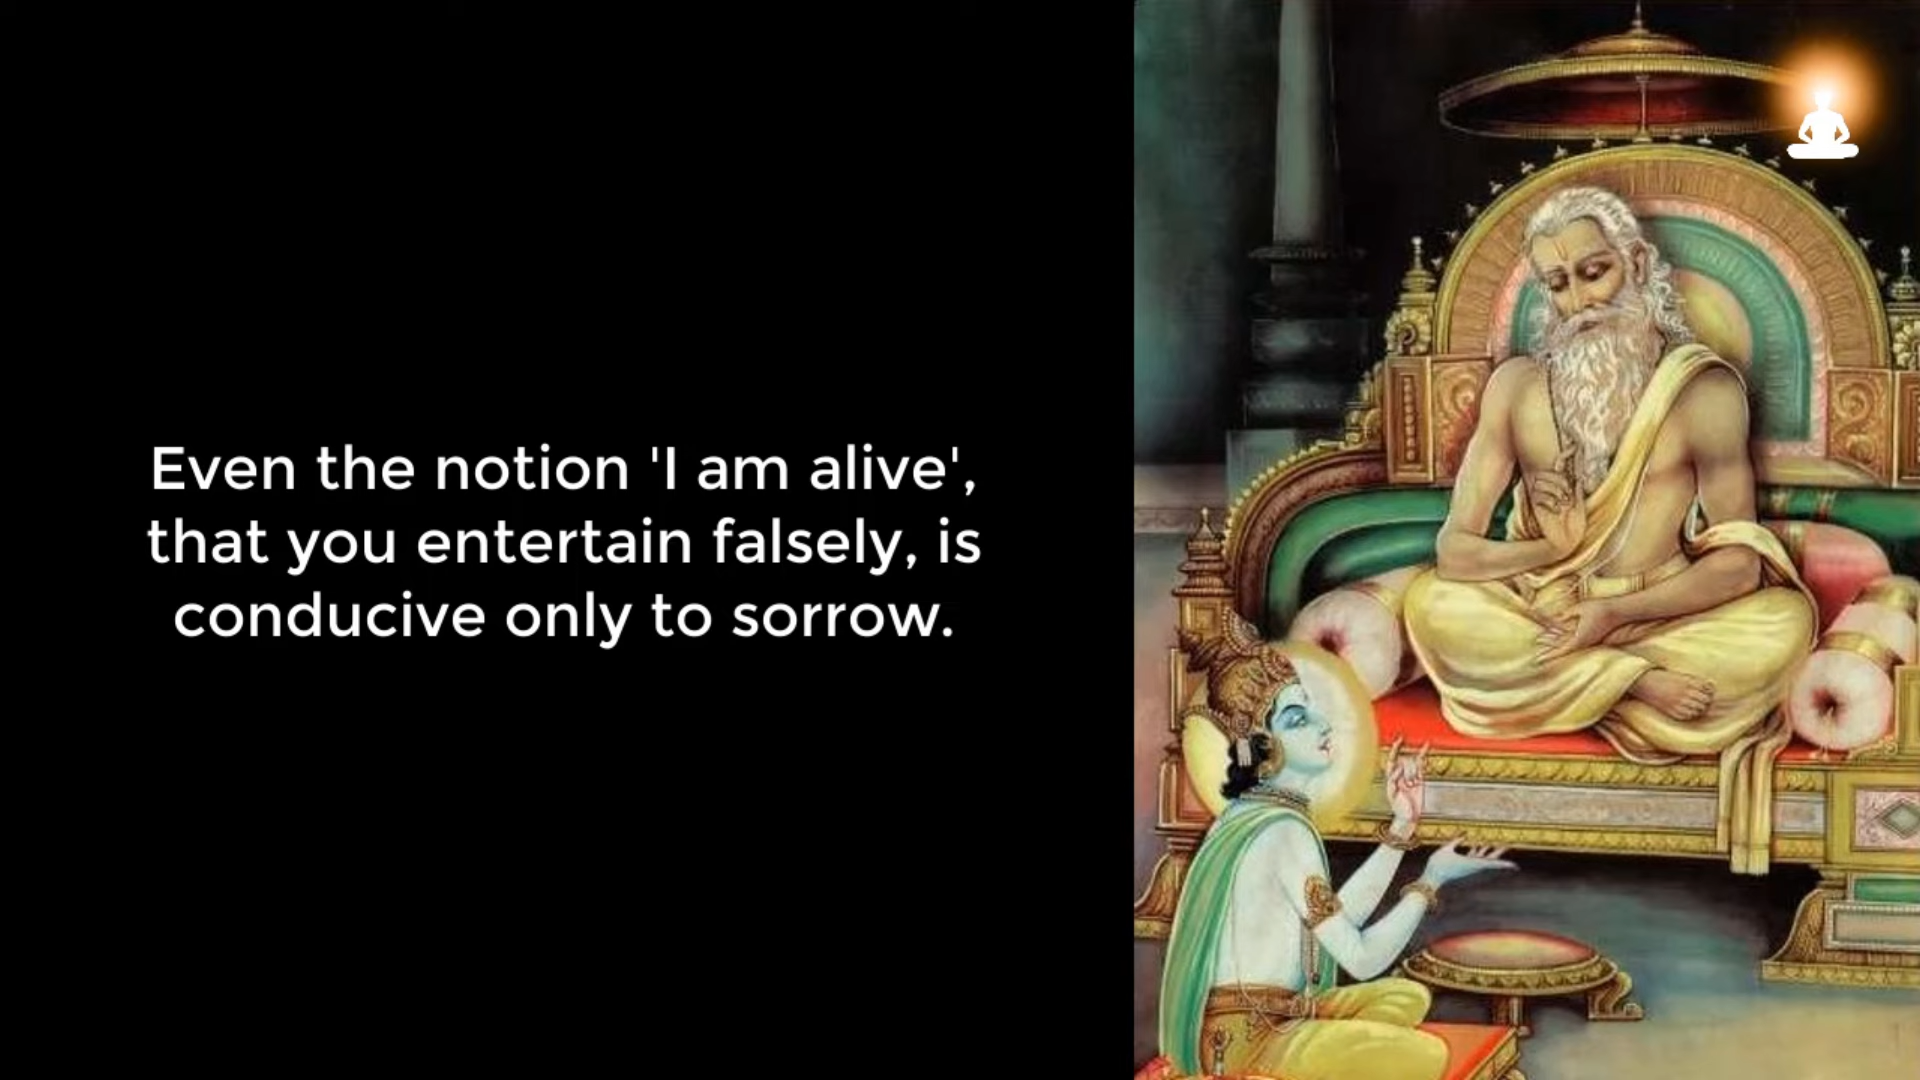 Even the notion 'I am alive',
that you entertain falsely, is
conducive only to sorrow.